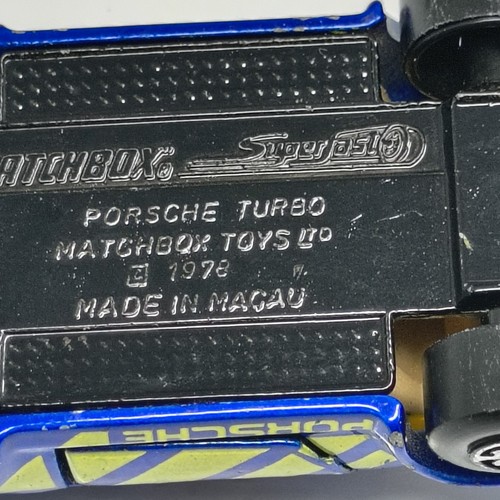 MATCHBOX Superfast
PORSCHE TURBO
MATCHBOX TOYS LTD
© 1978
MADE IN MACAU
PORSCHE